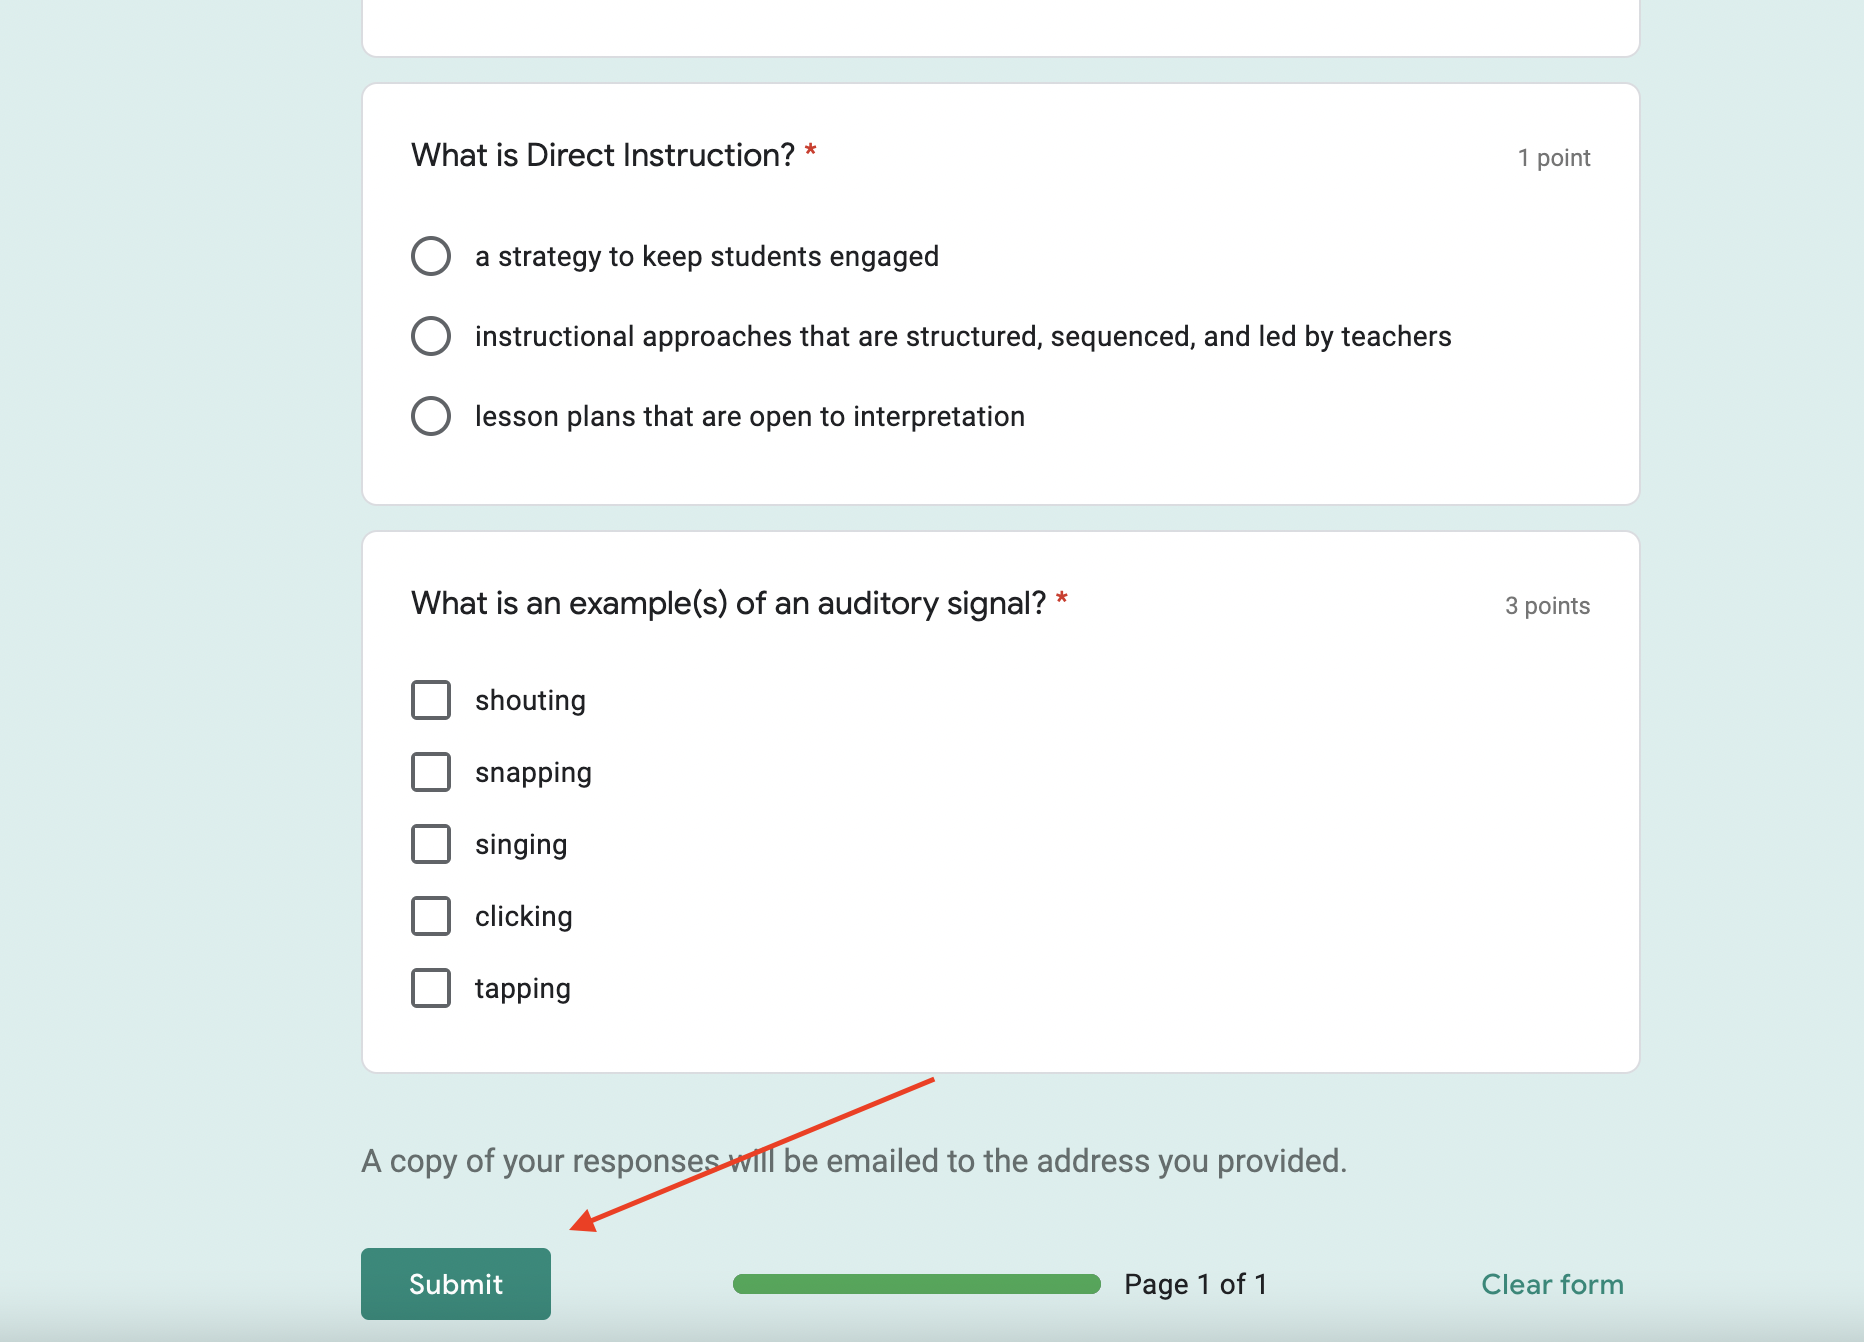 What is Direct Instruction? *
1 point
a strategy to keep students engaged
instructional approaches that are structured, sequenced, and led by teachers
lesson plans that are open to interpretation
What is an example(s) of an auditory signal? *
3 points
shouting
snapping
singing
clicking
tapping
A copy of your responses will be emailed to the address you provided.
Submit
Page 1 of 1
Clear form